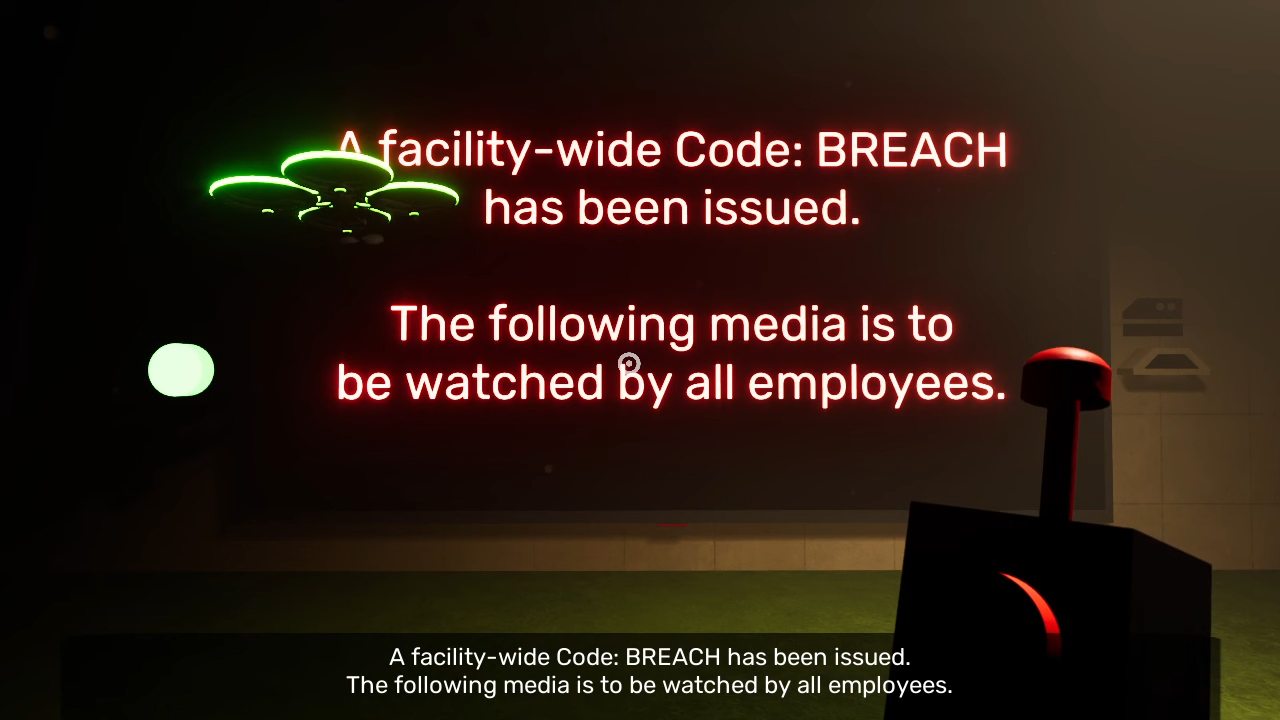 A facility-wide Code: BREACH
has been issued.
The following media is to
be watched by all employees.
A facility-wide Code: BREACH has been issued.
The following media is to be watched by all employees.